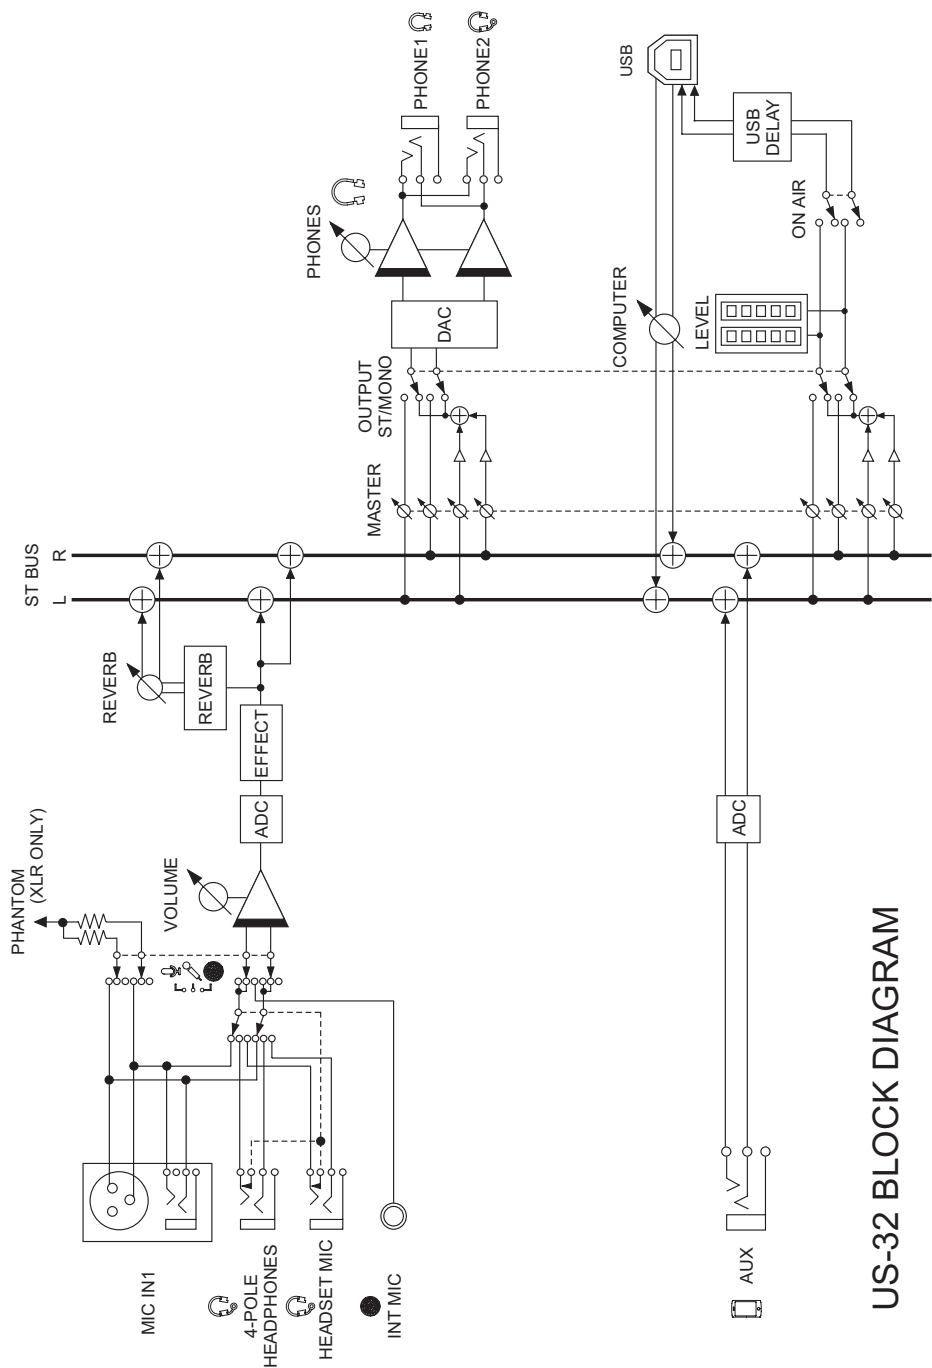 US-32 BLOCK DIAGRAM
MIC IN1
4-POLE
HEADPHONES
HEADSET MIC
INT MIC
AUX
PHANTOM
(XLR ONLY)
VOLUME
ADC
EFFECT
REVERB
REVERB
ADC
ST BUS
L
R
MASTER
OUTPUT
ST/MONO
DAC
PHONES
PHONE1
PHONE2
COMPUTER
LEVEL
ON AIR
USB
DELAY
USB